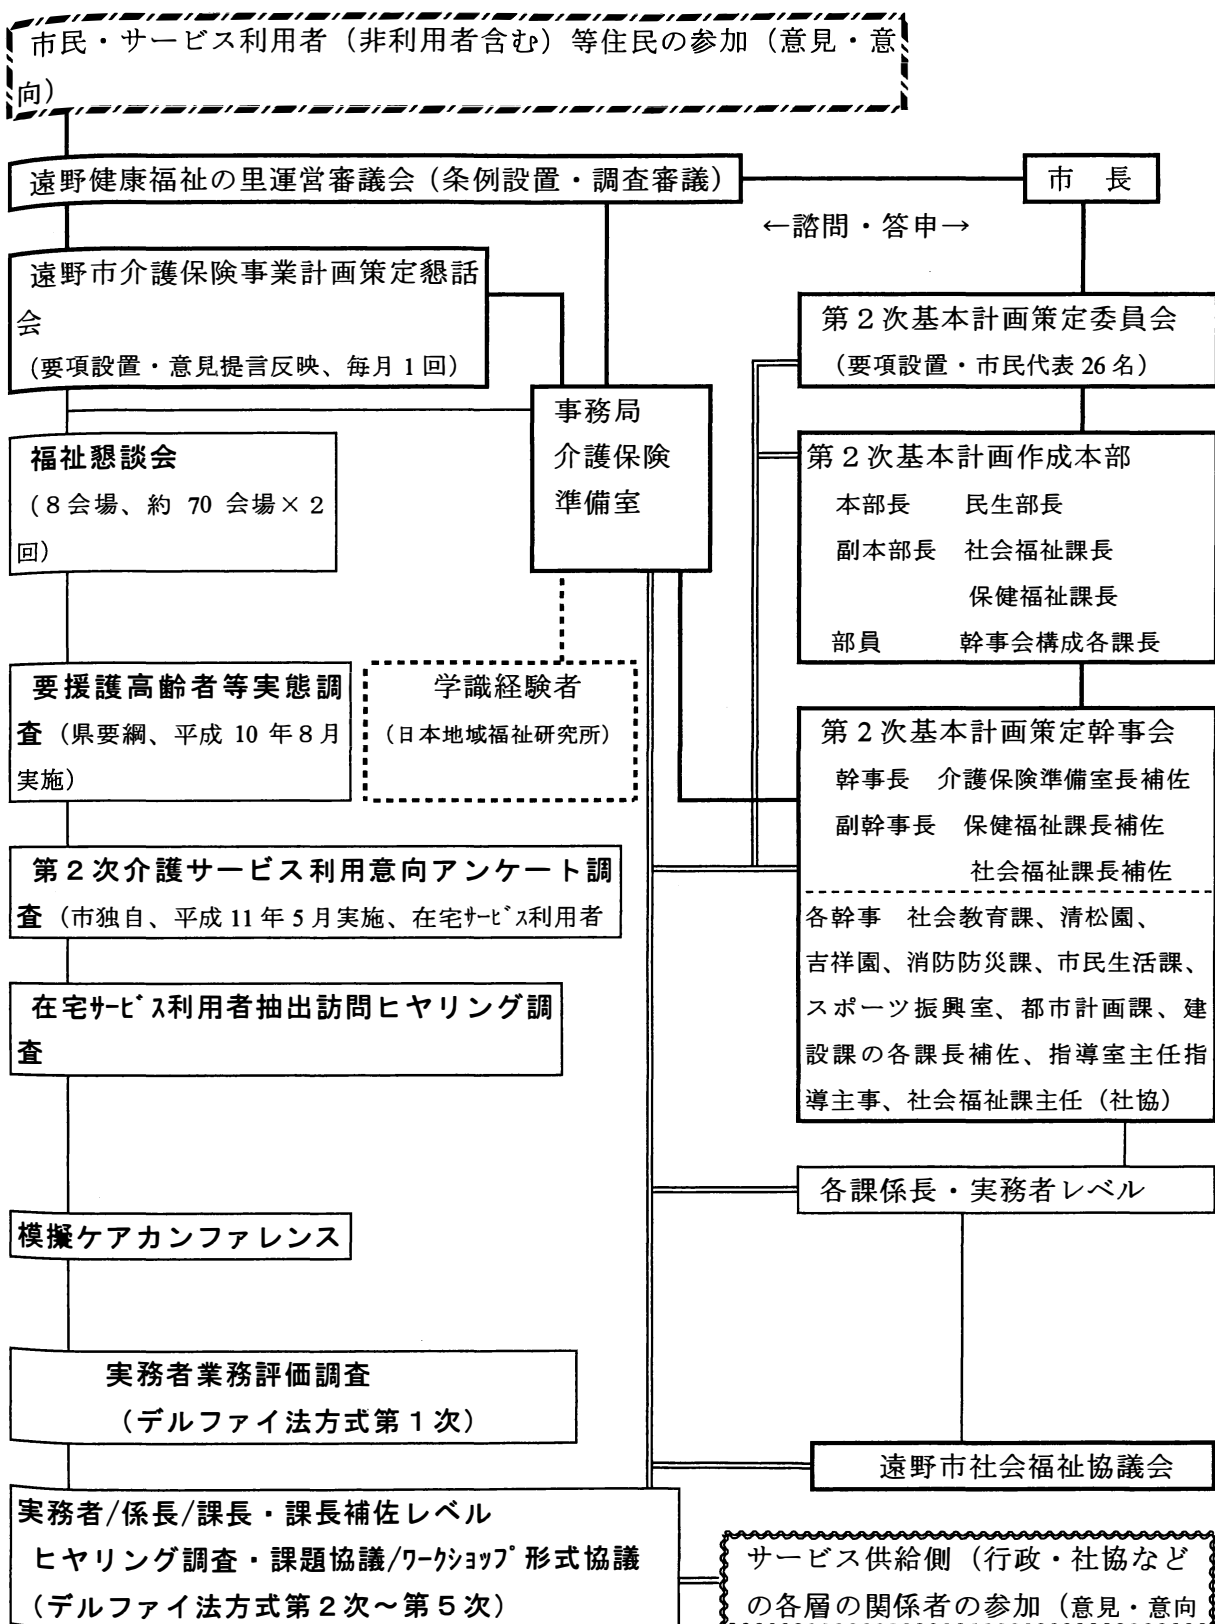 市民・サービス利用者（非利用者含む）等住民の参加（意見・意
向）
遠野健康福祉の里運営審議会（条例設置・調査審議）
市　長
←諮問・答申→
遠野市介護保険事業計画策定懇話
会
（要項設置・意見提言反映、毎月1回）
第２次基本計画策定委員会
（要項設置・市民代表 26 名）
事務局
介護保険
準備室
福祉懇談会
（８会場、約 70 会場×２
回）
第２次基本計画作成本部
本部長　民生部長
副本部長　社会福祉課長
保健福祉課長
部員　幹事会構成各課長
要援護高齢者等実態調
査（県要綱、平成 10 年８月
実施）
学識経験者
（日本地域福祉研究所）
第２次基本計画策定幹事会
幹事長　介護保険準備室長補佐
副幹事長　保健福祉課長補佐
社会福祉課長補佐
各幹事　社会教育課、清松園、
吉祥園、消防防災課、市民生活課、
スポーツ振興室、都市計画課、建
設課の各課長補佐、指導室主任指
導主事、社会福祉課主任（社協）
第２次介護サービス利用意向アンケート調
査（市独自、平成 11 年５月実施、在宅ｻｰﾋﾞｽ利用者
在宅ｻｰﾋﾞｽ利用者抽出訪問ヒヤリング調
査
各課係長・実務者レベル
模擬ケアカンファレンス
実務者業務評価調査
（デルファイ法方式第１次）
遠野市社会福祉協議会
実務者/係長/課長・課長補佐レベル
ヒヤリング調査・課題協議/ﾜｰｸｼｮｯﾌﾟ形式協議
（デルファイ法方式第２次～第５次）
サービス供給側（行政・社協など
の各層の関係者の参加（意見・意向